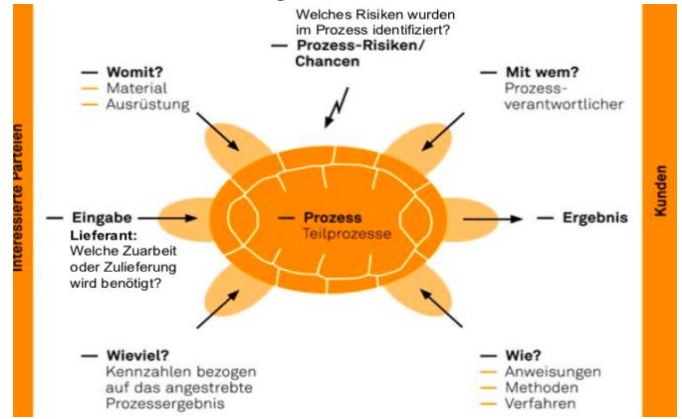 Welches Risiken wurden
im Prozess identifiziert?
— Prozess-Risiken/
Chancen
— Womit?
— Material
— Ausrüstung
— Mit wem?
Prozess-
verantwortlicher
Interessierte Parteien
— Eingabe
Lieferant:
Welche Zuarbeit
oder Zulieferung
wird benötigt?
— Prozess
Teilprozesse
— Ergebnis
Kunden
— Wieviel?
Kennzahlen bezogen
auf das angestrebte
Prozessergebnis
— Wie?
— Anweisungen
— Methoden
— Verfahren